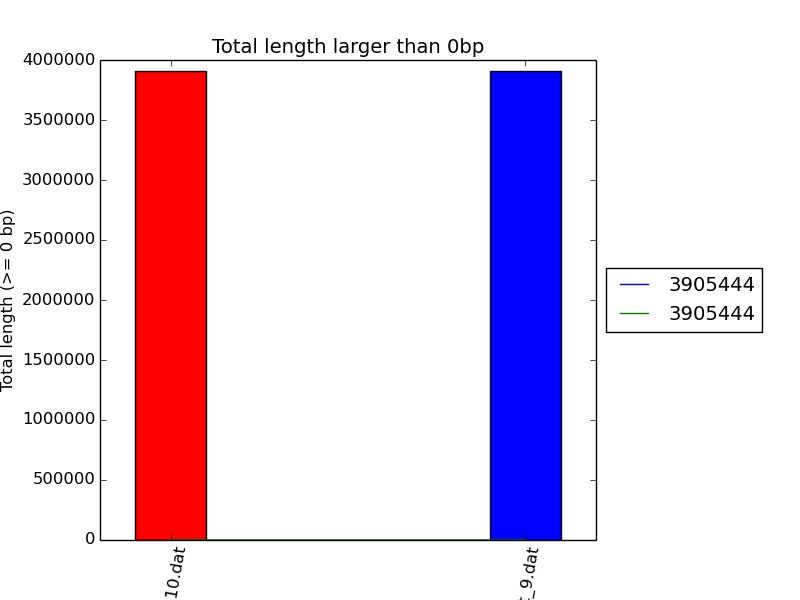 Total length larger than 0bp
Total length (>= 0 bp)
4000000
3500000
3000000
2500000
2000000
1500000
1000000
500000
0
10.dat
_9.dat
3905444
3905444